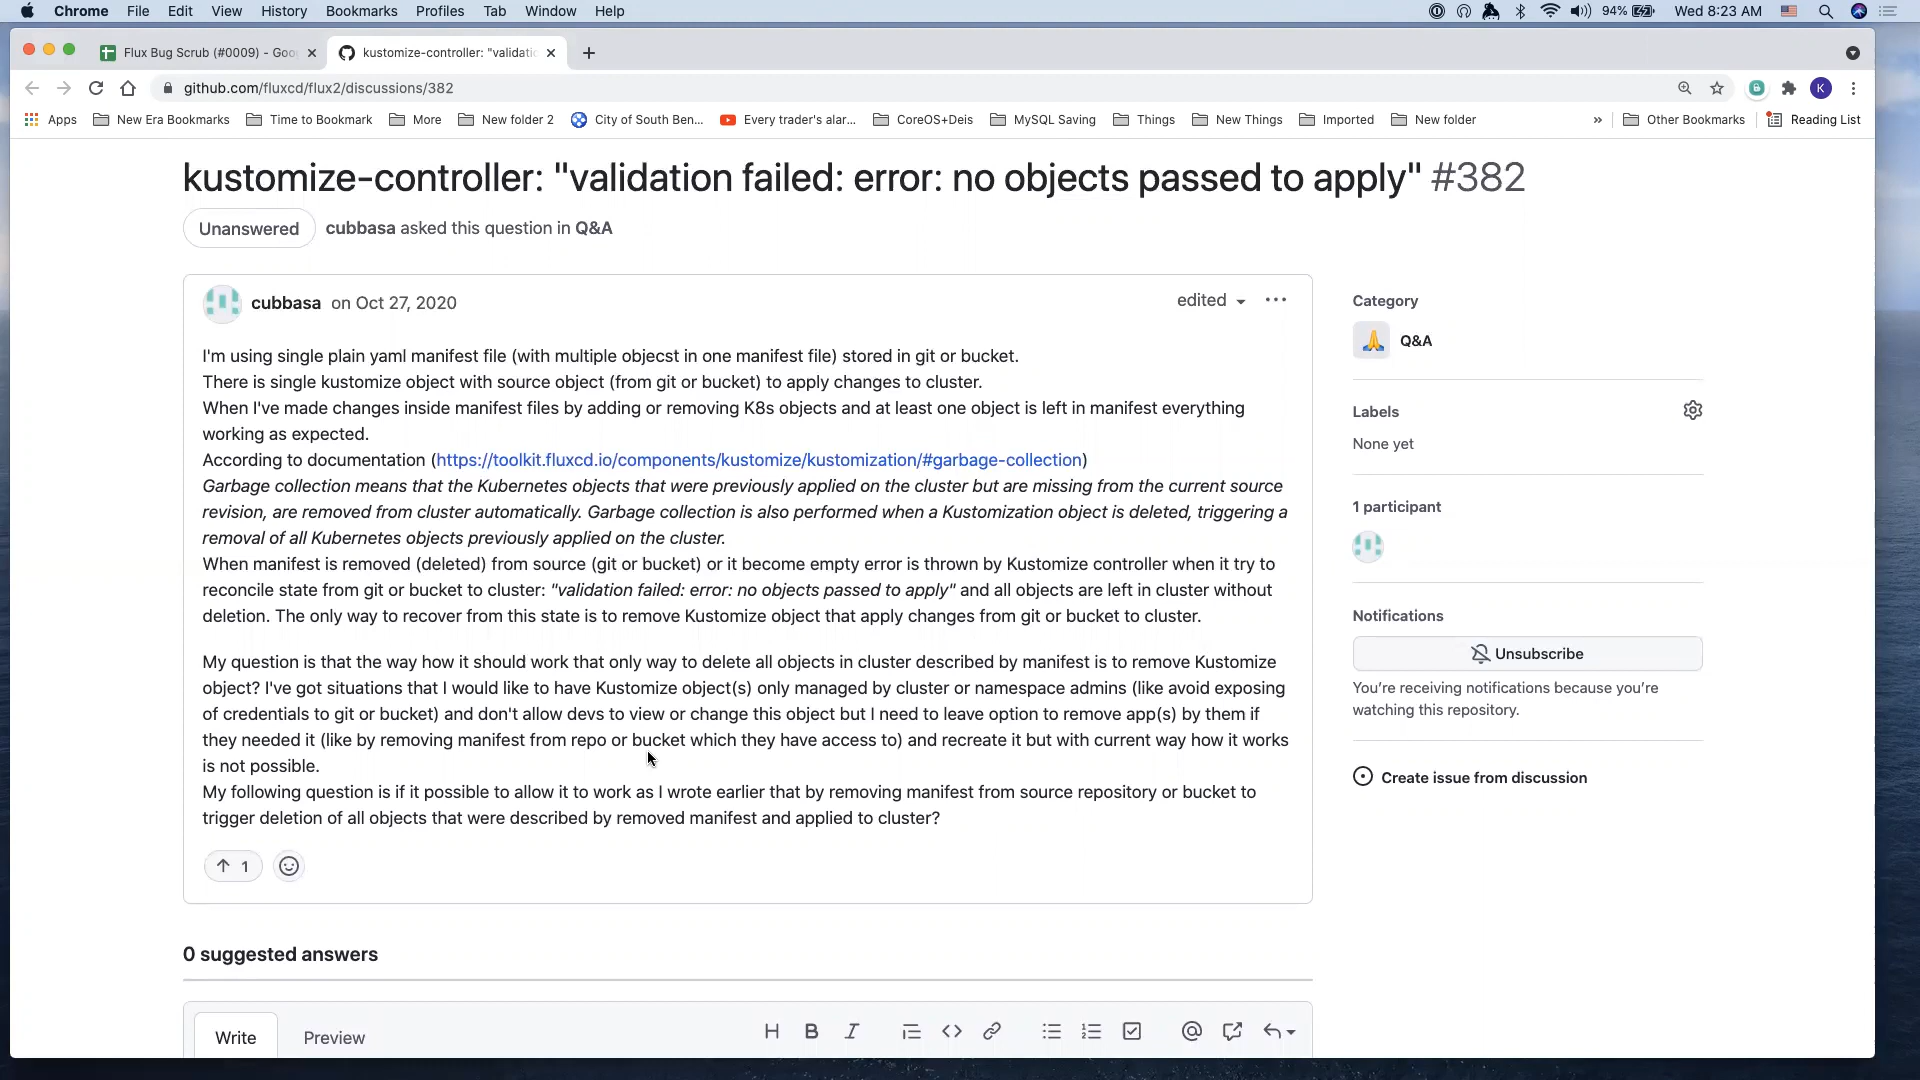 Chrome File Edit View History Bookmarks Profiles Tab Window Help 94% Wed 8:23 AM
Flux Bug Scrub (#0009) - Goo kustomize-controller: "validatio
github.com/fluxcd/flux2/discussions/382 B K
Apps New Era Bookmarks Time to Bookmark More New folder 2 City of South Ben... Every trader's alar... CoreOS+Deis MySQL Saving Things New Things Imported New folder » Other Bookmarks Reading List
kustomize-controller: "validation failed: error: no objects passed to apply" #382
Unanswered cubbasa asked this question in Q&A
cubbasa on Oct 27, 2020 edited
I'm using single plain yaml manifest file (with multiple objecst in one manifest file) stored in git or bucket.
There is single kustomize object with source object (from git or bucket) to apply changes to cluster.
When I've made changes inside manifest files by adding or removing K8s objects and at least one object is left in manifest everything
working as expected.
According to documentation (https://toolkit.fluxcd.io/components/kustomize/kustomization/#garbage-collection)
Garbage collection means that the Kubernetes objects that were previously applied on the cluster but are missing from the current source
revision, are removed from cluster automatically. Garbage collection is also performed when a Kustomization object is deleted, triggering a
removal of all Kubernetes objects previously applied on the cluster.
When manifest is removed (deleted) from source (git or bucket) or it become empty error is thrown by Kustomize controller when it try to
reconcile state from git or bucket to cluster: "validation failed: error: no objects passed to apply" and all objects are left in cluster without
deletion. The only way to recover from this state is to remove Kustomize object that apply changes from git or bucket to cluster.
My question is that the way how it should work that only way to delete all objects in cluster described by manifest is to remove Kustomize
object? I've got situations that I would like to have Kustomize object(s) only managed by cluster or namespace admins (like avoid exposing
of credentials to git or bucket) and don't allow devs to view or change this object but I need to leave option to remove app(s) by them if
they needed it (like by removing manifest from repo or bucket which they have access to) and recreate it but with current way how it works
is not possible.
My following question is if it possible to allow it to work as I wrote earlier that by removing manifest from source repository or bucket to
trigger deletion of all objects that were described by removed manifest and applied to cluster?
1
0 suggested answers
Write Preview H B I
Category
Q&A
Labels
None yet
1 participant
Notifications
Unsubscribe
You're receiving notifications because you're
watching this repository.
Create issue from discussion